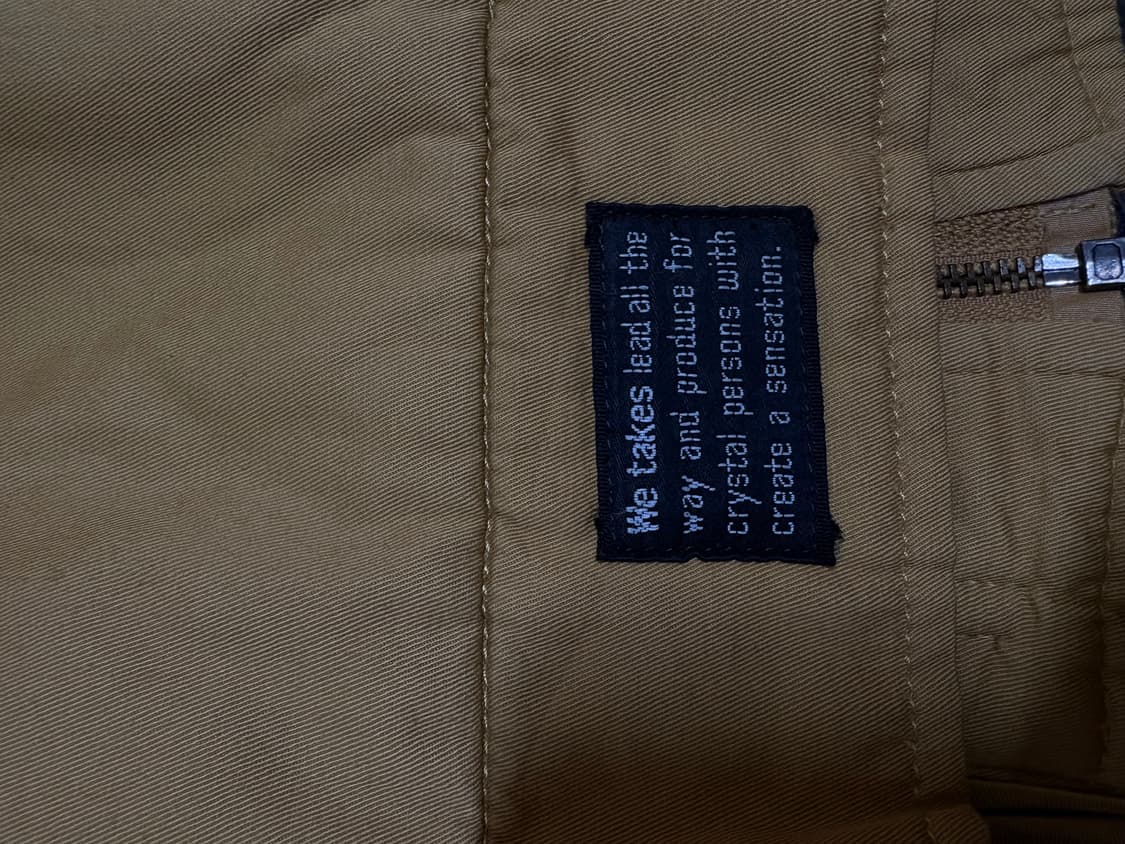 We takes lead all the
way and produce for
crystal persons with
create a sensation.